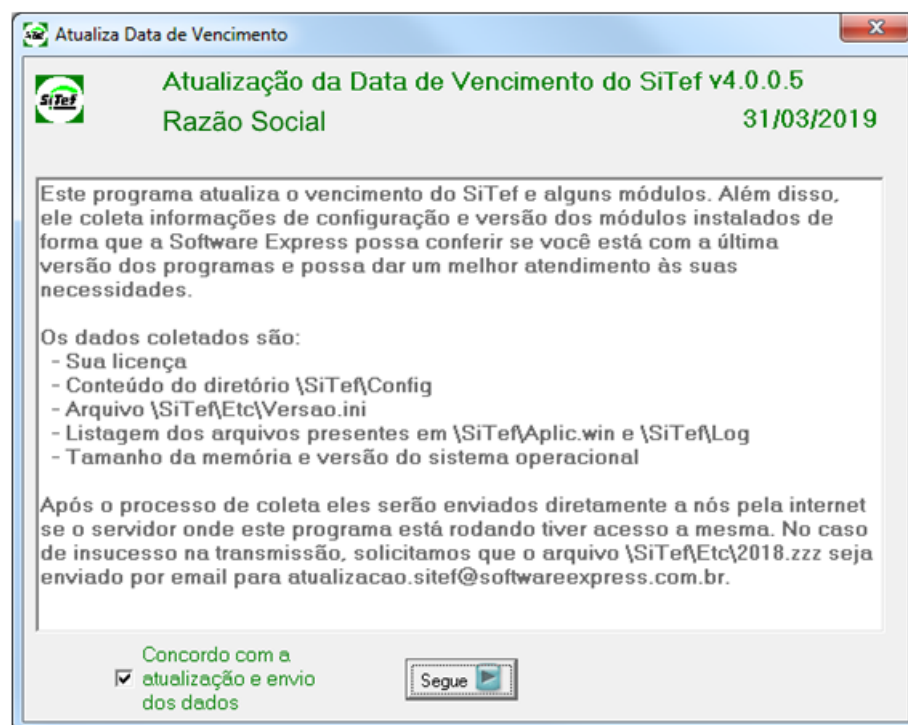 Atualiza Data de Vencimento
SiTef
Atualização da Data de Vencimento do SiTef v4.0.0.5
Razão Social 31/03/2019
Este programa atualiza o vencimento do SiTef e alguns módulos. Além disso,
ele coleta informações de configuração e versão dos módulos instalados de
forma que a Software Express possa conferir se você está com a última
versão dos programas e possa dar um melhor atendimento às suas
necessidades.
Os dados coletados são:
- Sua licença
- Conteúdo do diretório \SiTef\Config
- Arquivo \SiTef\Etc\Versao.ini
- Listagem dos arquivos presentes em \SiTef\Aplic.win e \SiTef\Log
- Tamanho da memória e versão do sistema operacional
Após o processo de coleta eles serão enviados diretamente a nós pela internet
se o servidor onde este programa está rodando tiver acesso a mesma. No caso
de insucesso na transmissão, solicitamos que o arquivo \SiTef\Etc\2018.zzz seja
enviado por email para atualizacao.sitef@softwareexpress.com.br.
Concordo com a
atualização e envio
dos dados
Segue